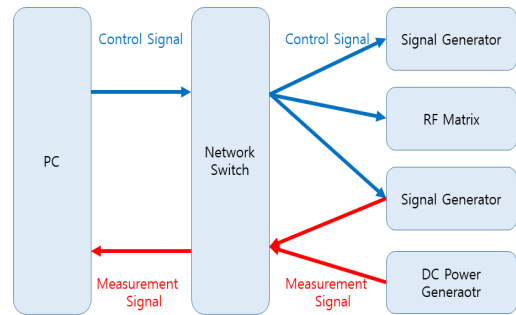 Control Signal
Control Signal
Signal Generator
RF Matrix
PC
Network
Switch
Signal Generator
Measurement
Signal
Measurement
Signal
DC Power
Generaotr